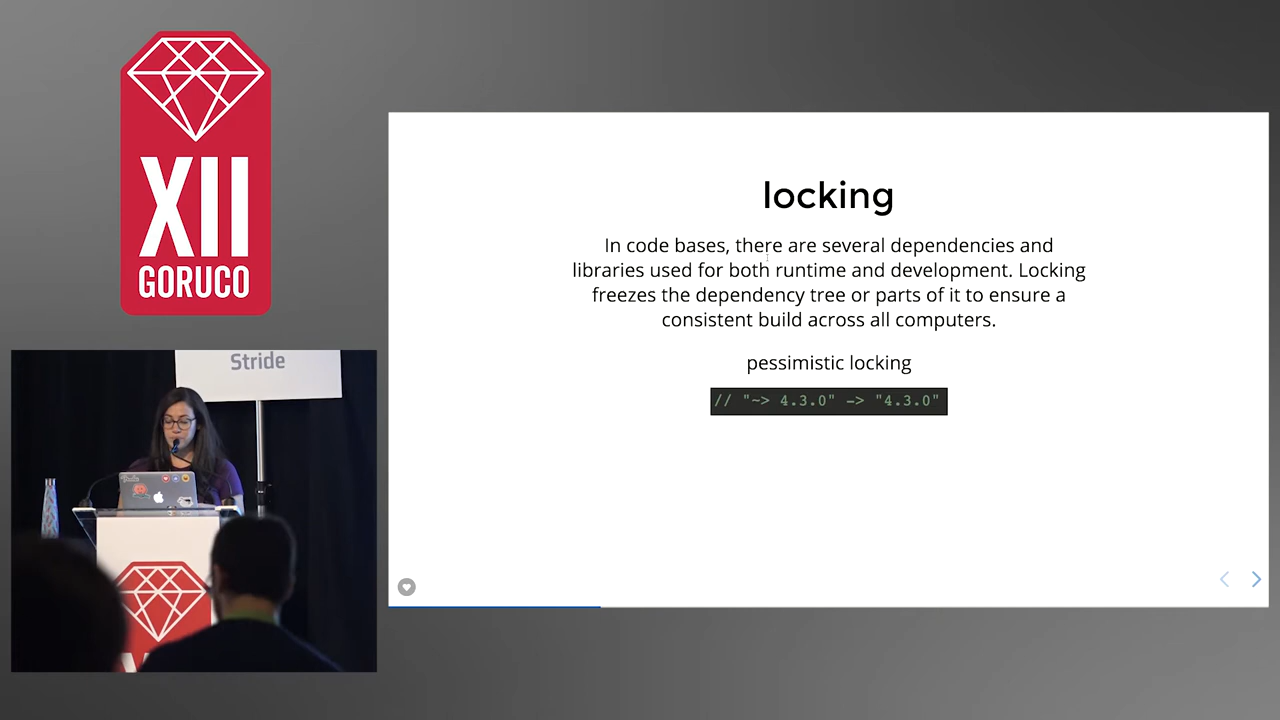 XII
GORUCO
Stride
locking
In code bases, there are several dependencies and
libraries used for both runtime and development. Locking
freezes the dependency tree or parts of it to ensure a
consistent build across all computers.
pessimistic locking
// "~> 4.3.0" -> "4.3.0"